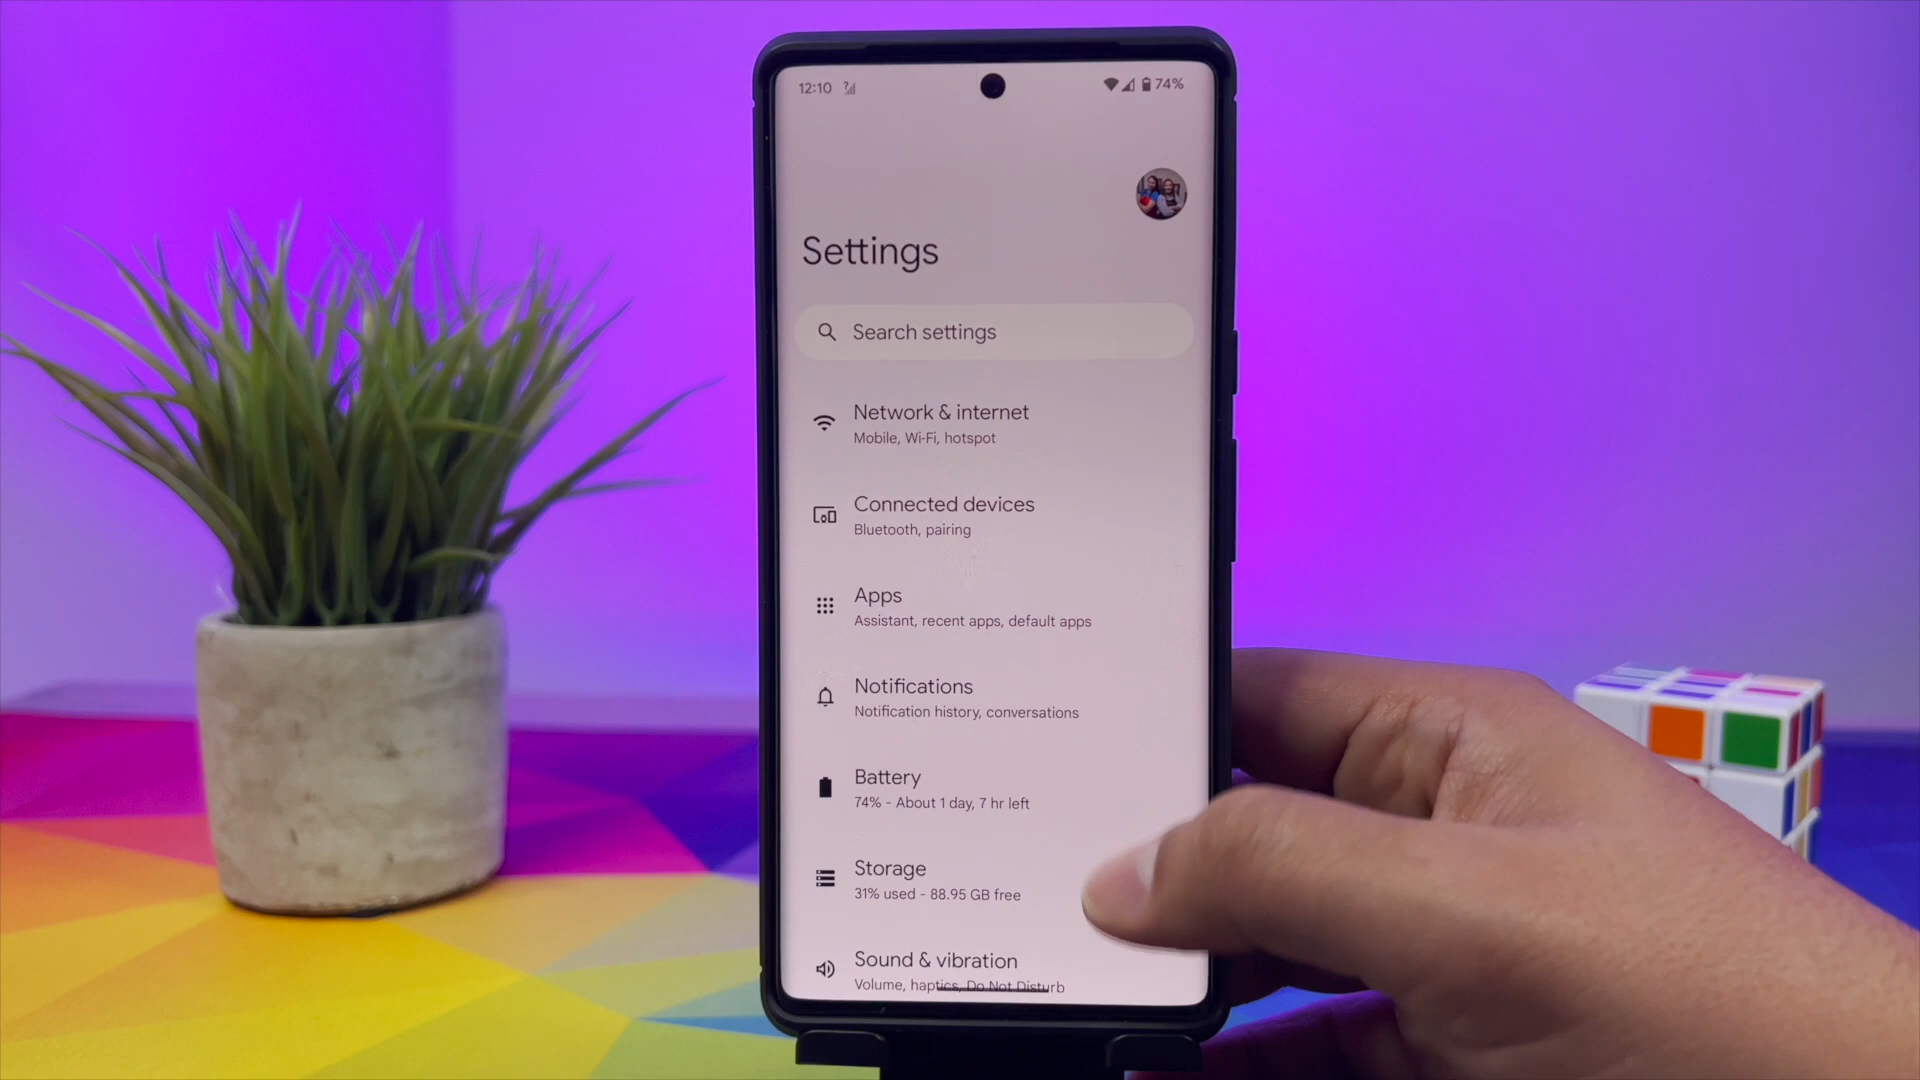 12:10 74%
Settings
Search settings
Network & internet
Mobile, Wi-Fi, hotspot
Connected devices
Bluetooth, pairing
Apps
Assistant, recent apps, default apps
Notifications
Notification history, conversations
Battery
74% - About 1 day, 7 hr left
Storage
31% used - 88.95 GB free
Sound & vibration
Volume, haptics, Do Not Disturb